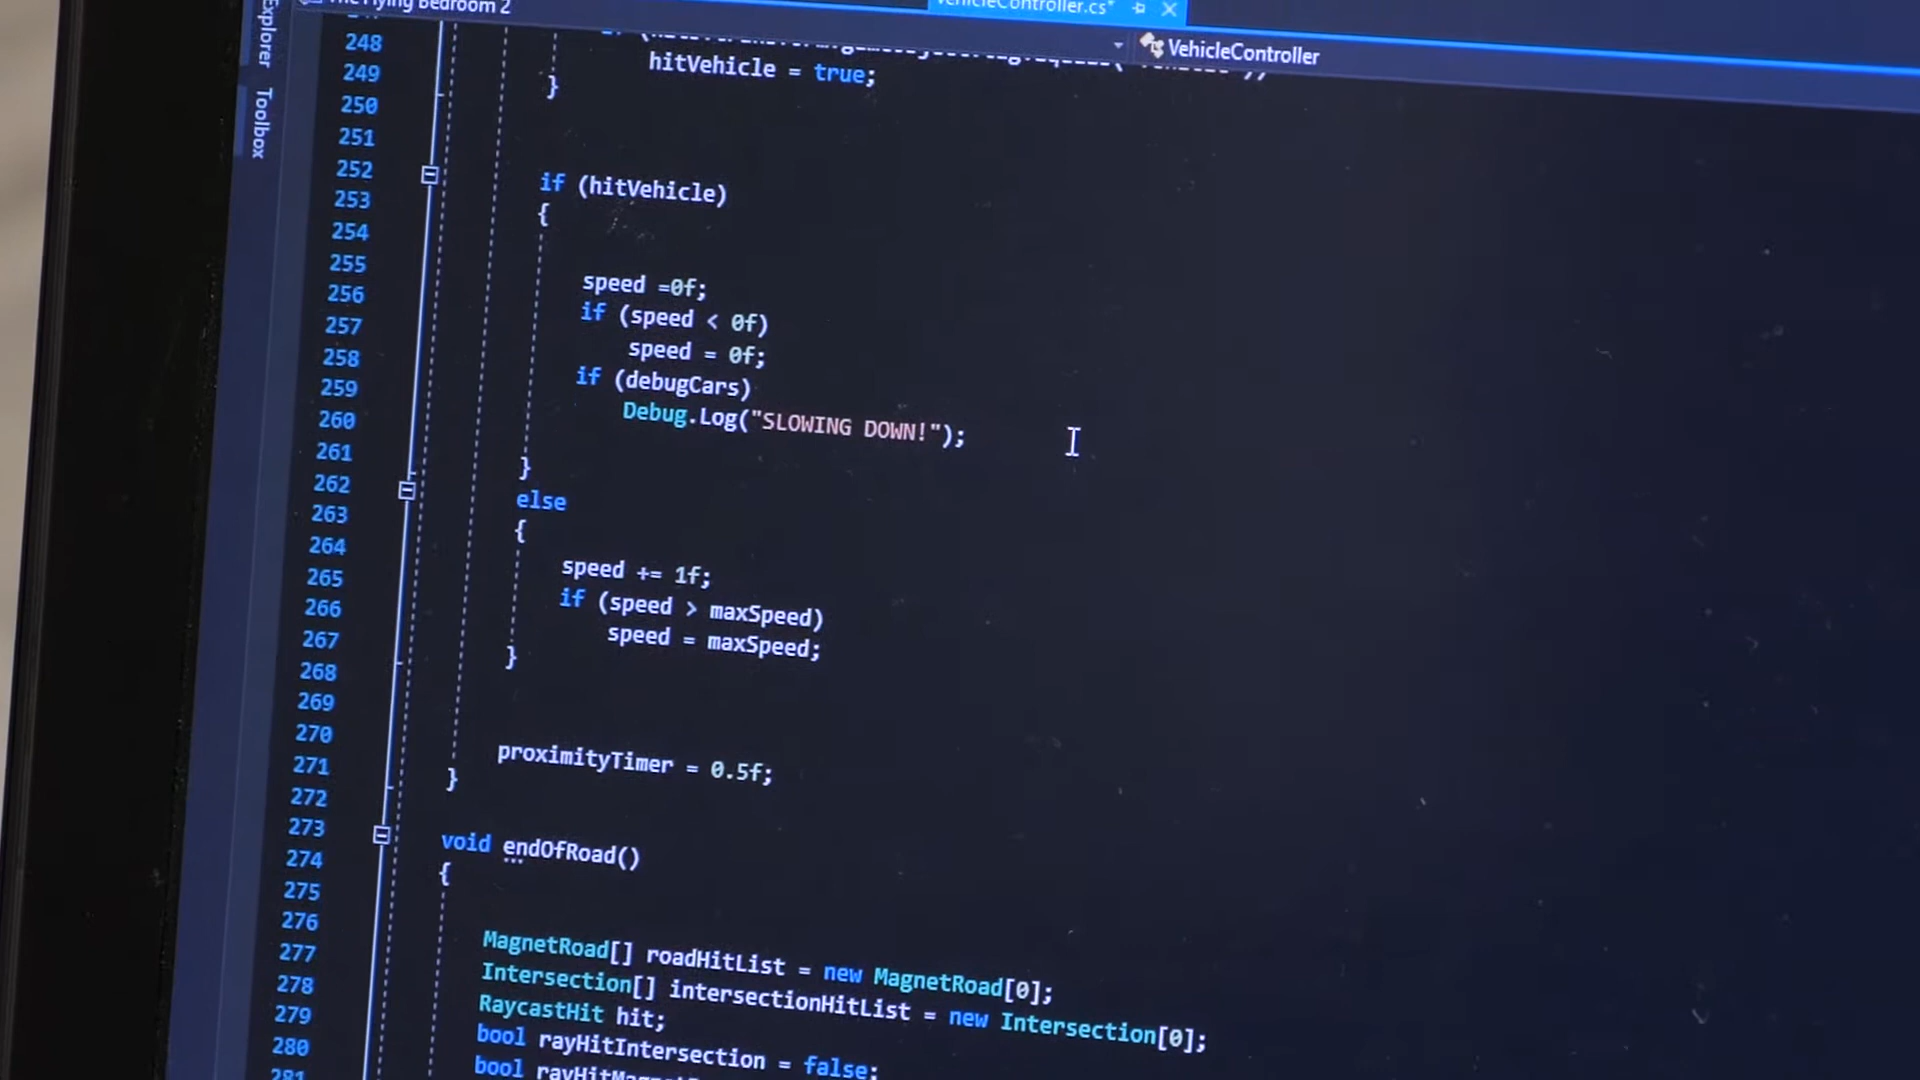 The Flying Bedroom 2
VehicleController.cs*
VehicleController
Explorer
Toolbox
248
249 hitVehicle = true;
250 }
251
252
253 if (hitVehicle)
254 {
255
256 speed =0f;
257 if (speed < 0f)
258 speed = 0f;
259 if (debugCars)
260 Debug.Log("SLOWING DOWN!");
261
262 }
263 else
264 {
265 speed += 1f;
266 if (speed > maxSpeed)
267 speed = maxSpeed;
268 }
269
270
271 proximityTimer = 0.5f;
272 }
273
274 void endOfRoad()
275 {
276
277 MagnetRoad[] roadHitList = new MagnetRoad[0];
278 Intersection[] intersectionHitList = new Intersection[0];
279 RaycastHit hit;
280 bool rayHitIntersection = false;
281 bool